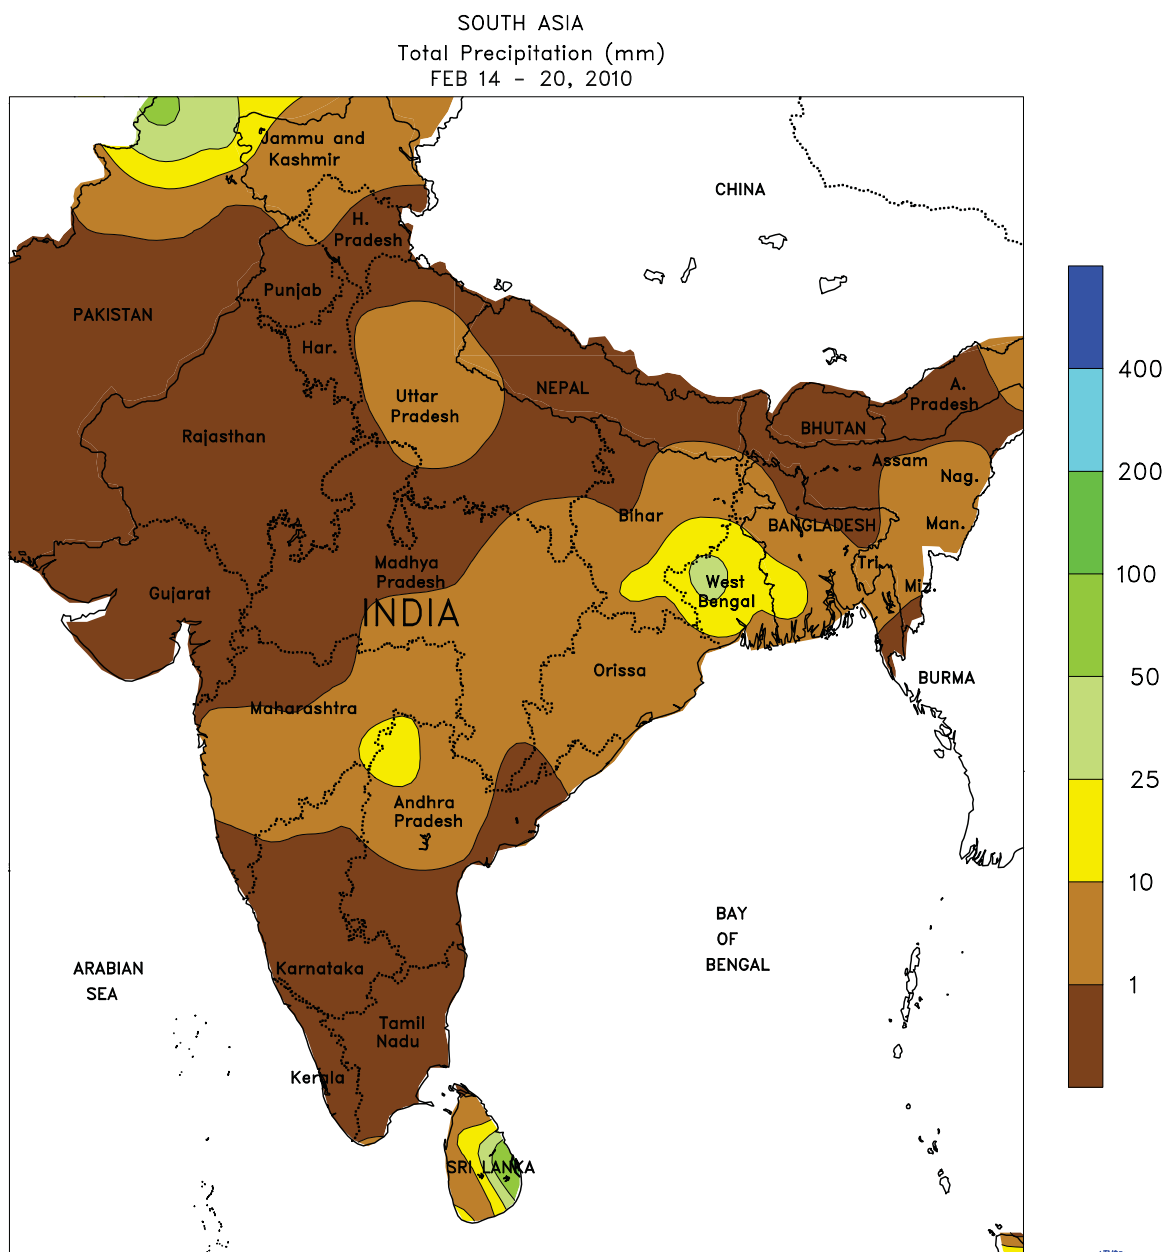 SOUTH ASIA
Total Precipitation (mm)
FEB 14 - 20, 2010
Jammu and
Kashmir
CHINA
H.
Pradesh
Punjab
PAKISTAN
Har.
NEPAL
A.
Pradesh
Uttar
Pradesh
BHUTAN
Rajasthan
Assam
Nag.
Bihar
BANGLADESH
Man.
Madhya
Pradesh
Tri.
Gujarat
West
Bengal
Miz.
INDIA
Orissa
BURMA
Maharashtra
Andhra
Pradesh
BAY
OF
BENGAL
ARABIAN
SEA
Karnataka
Tamil
Nadu
Kerala
SRI LANKA
400
200
100
50
25
10
1